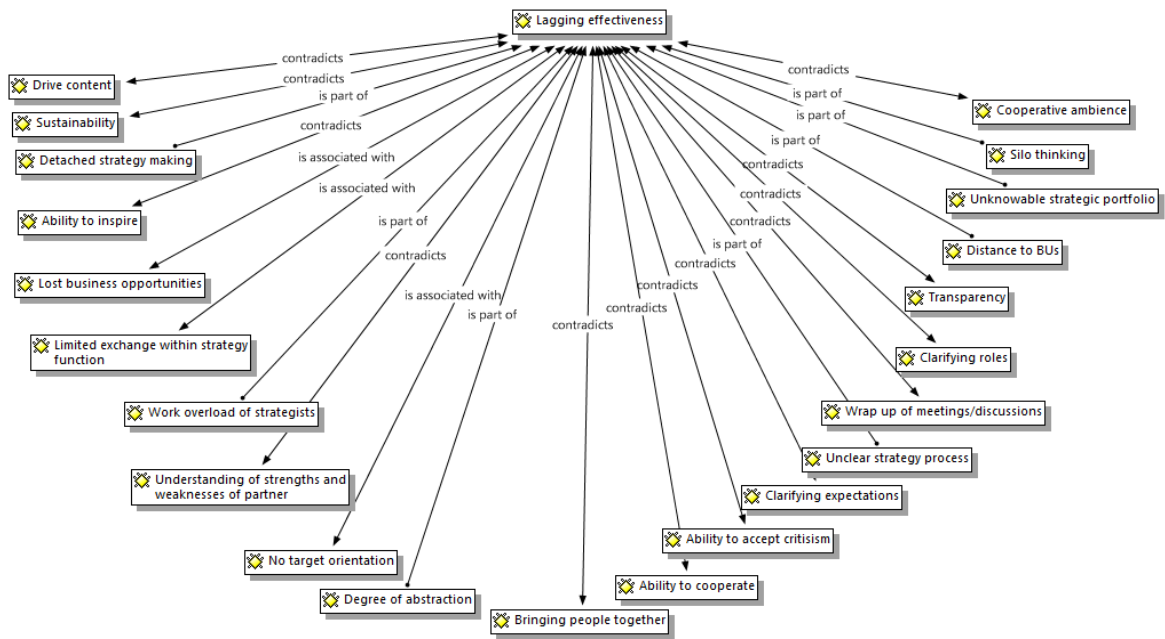 Lagging effectiveness
contradicts
contradicts
contradicts
Drive content
is part of
is part of
Cooperative ambience
Sustainability
contradicts
is part of
is part of
Detached strategy making
is associated with
contradicts
Silo thinking
is associated with
contradicts
Unknowable strategic portfolio
Ability to inspire
is part of
contradicts
contradicts
is part of
Distance to BUs
contradicts
contradicts
Lost business opportunities
is associated with
contradicts
Transparency
is part of
contradicts
contradicts
Limited exchange within strategy
function
Clarifying roles
Work overload of strategists
Wrap up of meetings/discussions
Unclear strategy process
Understanding of strengths and
weaknesses of partner
Clarifying expectations
Ability to accept critisism
No target orientation
Ability to cooperate
Degree of abstraction
Bringing people together